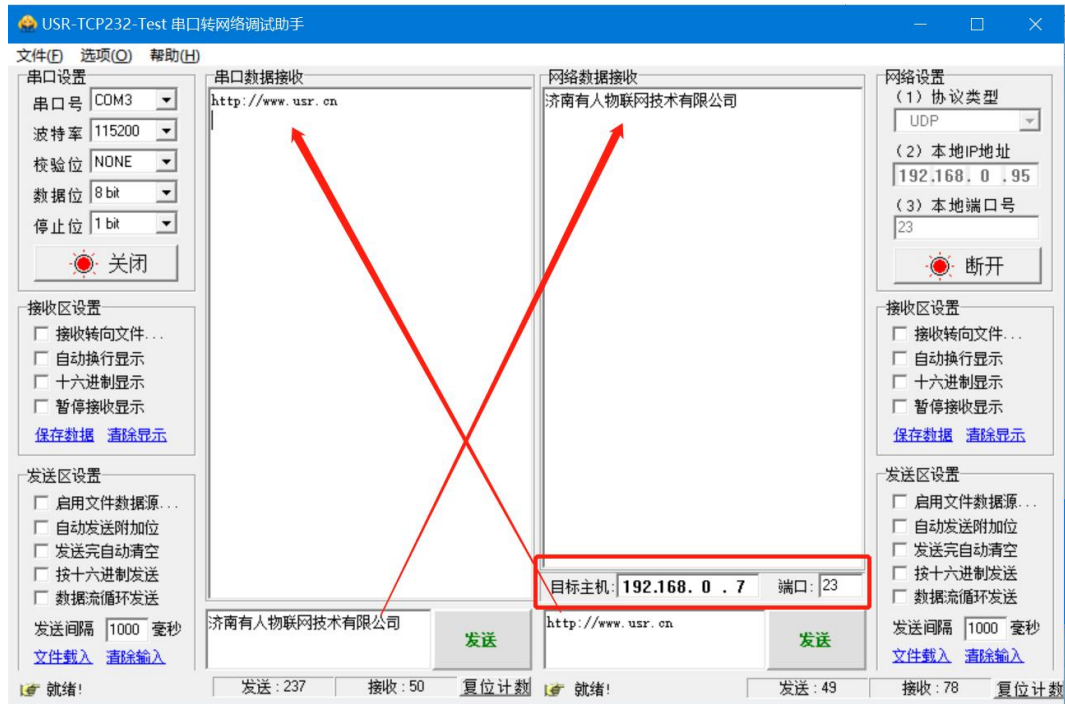 USR-TCP232-Test 串口转网络调试助手
文件(F) 选项(O) 帮助(H)
串口设置
串口号 COM3
波特率 115200
校验位 NONE
数据位 8 bit
停止位 1 bit
关闭
接收区设置
接收转向文件...
自动换行显示
十六进制显示
暂停接收显示
保存数据 清除显示
发送区设置
启用文件数据源...
自动发送附加位
发送完自动清空
按十六进制发送
数据流循环发送
发送间隔 1000 毫秒
文件载入 清除输入
串口数据接收
http://www.usr.cn
济南有人物联网技术有限公司
发送
网络数据接收
济南有人物联网技术有限公司
目标主机: 192.168. 0 . 7 端口: 23
http://www.usr.cn
发送
网络设置
(1) 协议类型
UDP
(2) 本地IP地址
192.168. 0 .95
(3) 本地端口号
23
断开
接收区设置
接收转向文件...
自动换行显示
十六进制显示
暂停接收显示
保存数据 清除显示
发送区设置
启用文件数据源...
自动发送附加位
发送完自动清空
按十六进制发送
数据流循环发送
发送间隔 1000 毫秒
文件载入 清除输入
就绪! 发送 : 237 接收 : 50 复位计数
就绪! 发送 : 49 接收 : 78 复位计数